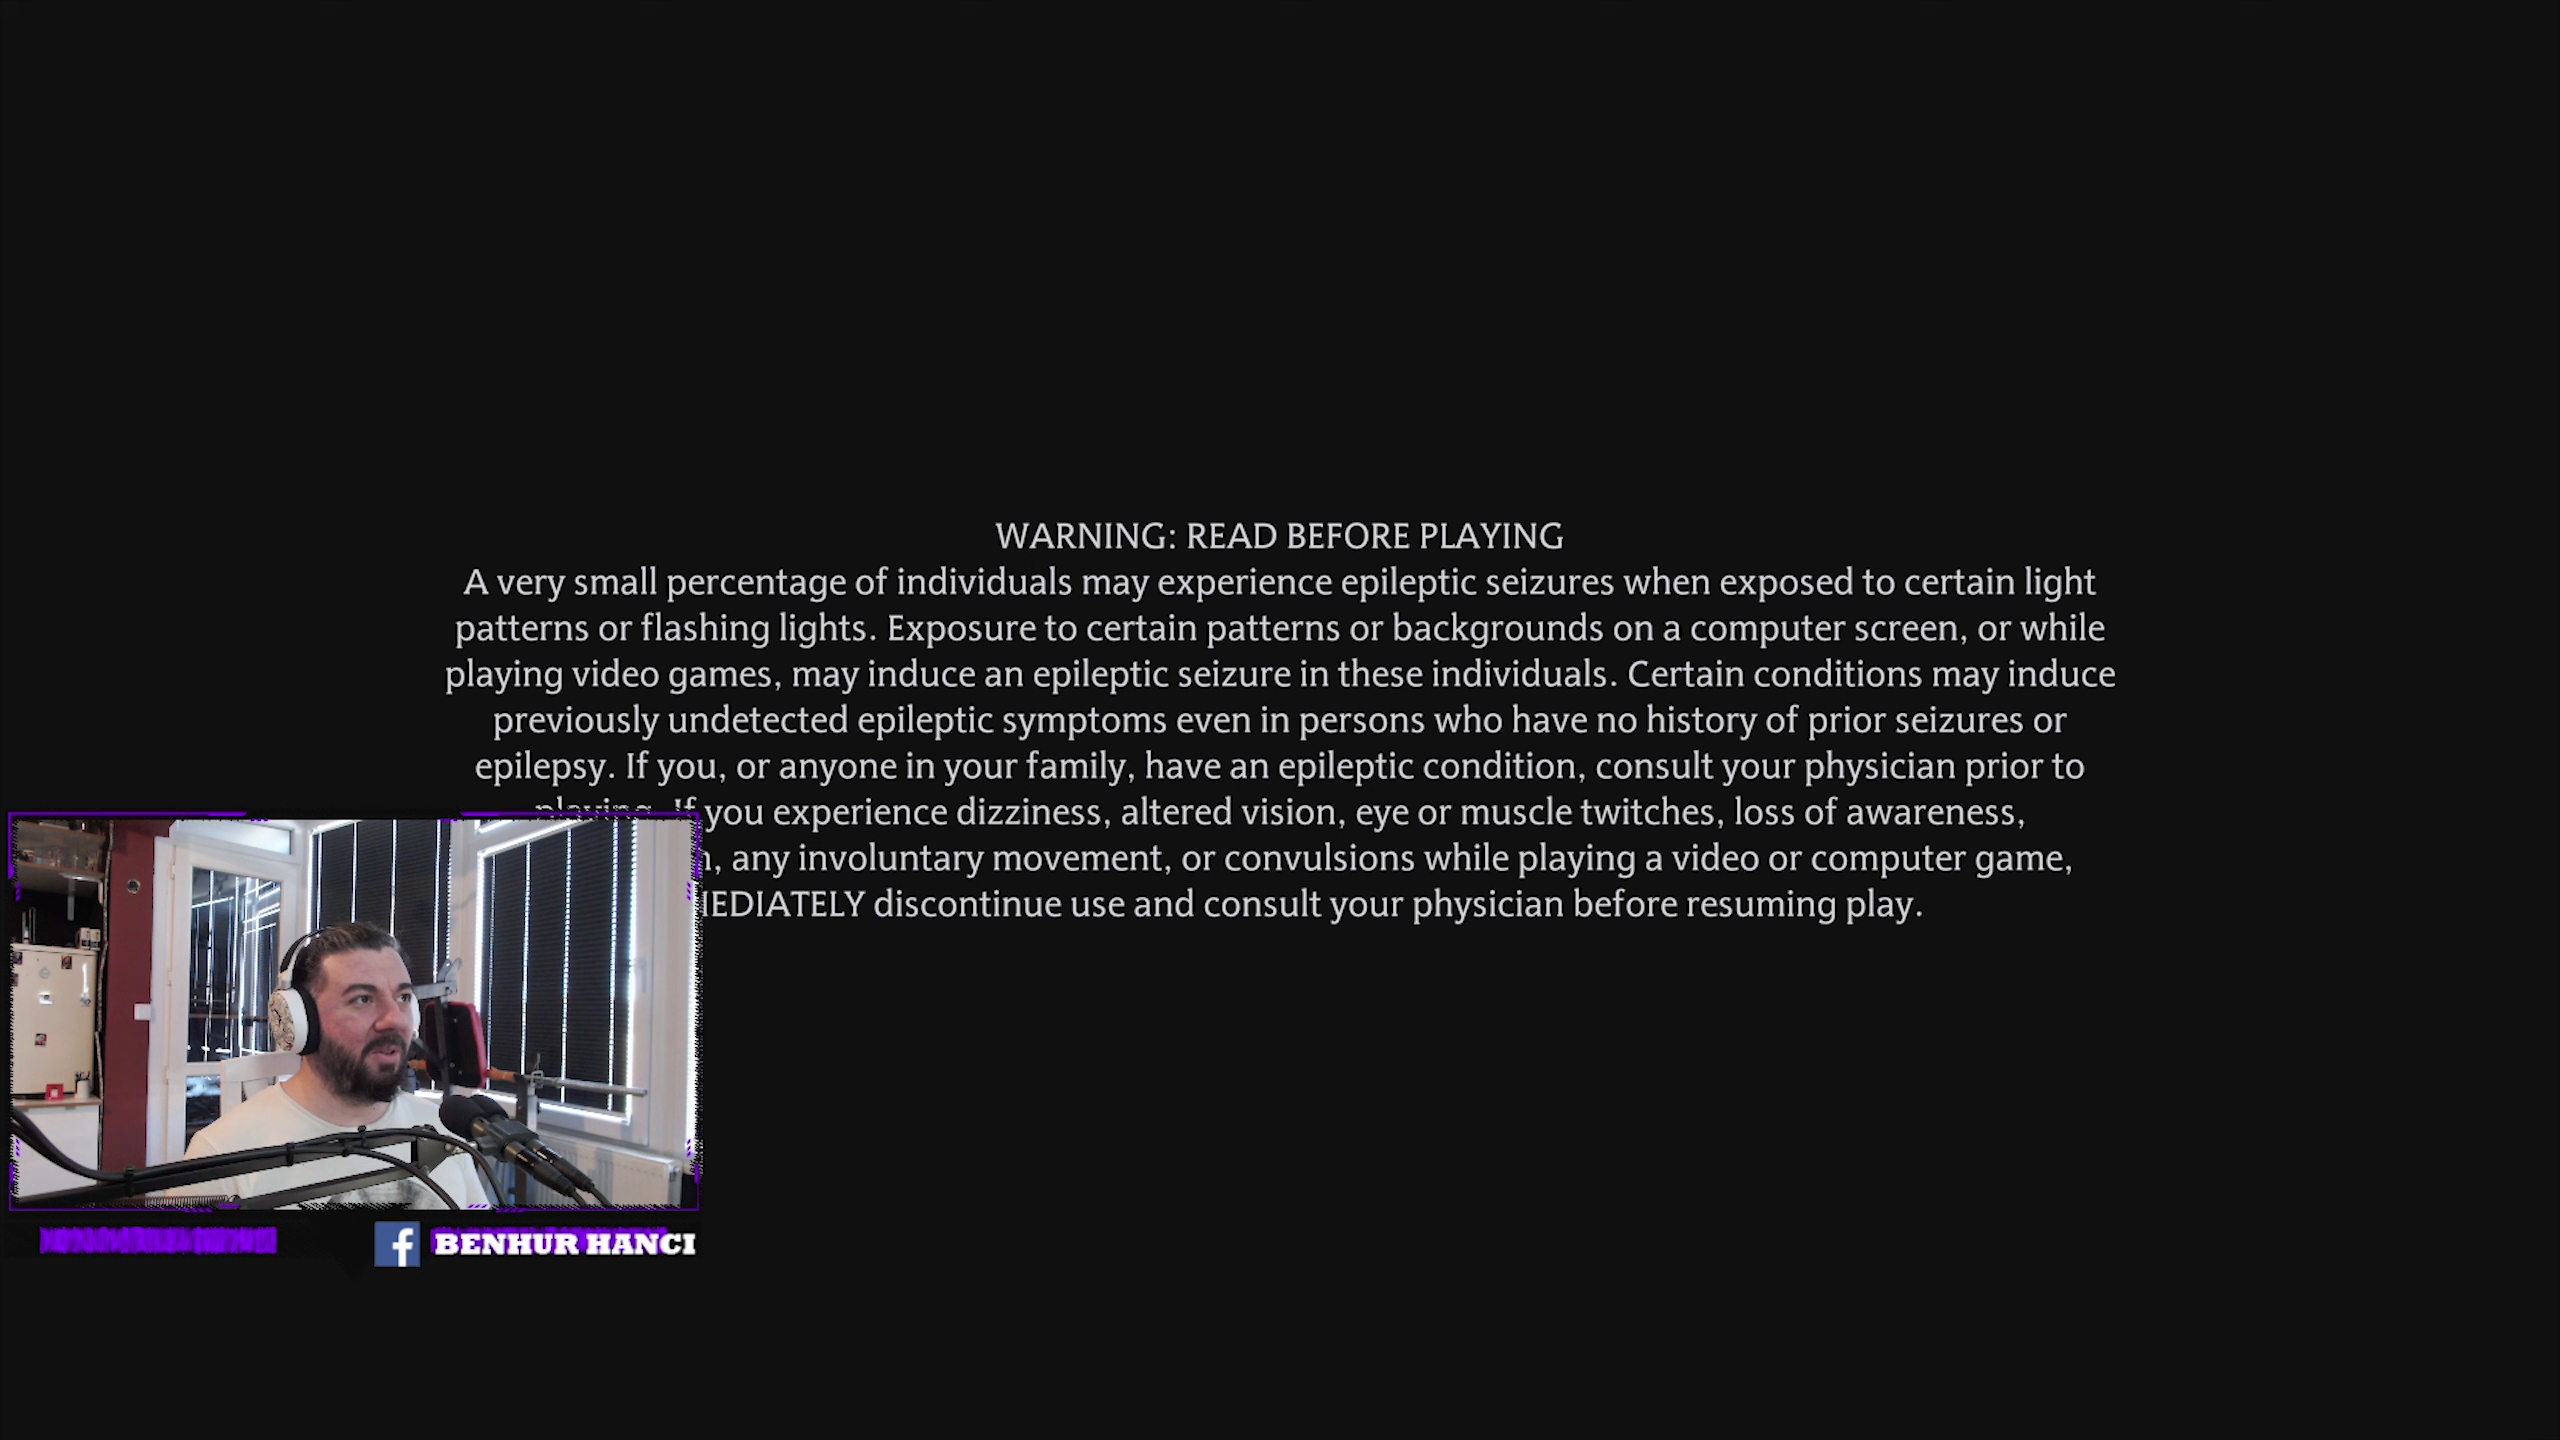 WARNING: READ BEFORE PLAYING
A very small percentage of individuals may experience epileptic seizures when exposed to certain light
patterns or flashing lights. Exposure to certain patterns or backgrounds on a computer screen, or while
playing video games, may induce an epileptic seizure in these individuals. Certain conditions may induce
previously undetected epileptic symptoms even in persons who have no history of prior seizures or
epilepsy. If you, or anyone in your family, have an epileptic condition, consult your physician prior to
playing. If you experience dizziness, altered vision, eye or muscle twitches, loss of awareness,
any involuntary movement, or convulsions while playing a video or computer game,
discontinue use and consult your physician before resuming play.
BENHUR HANCI